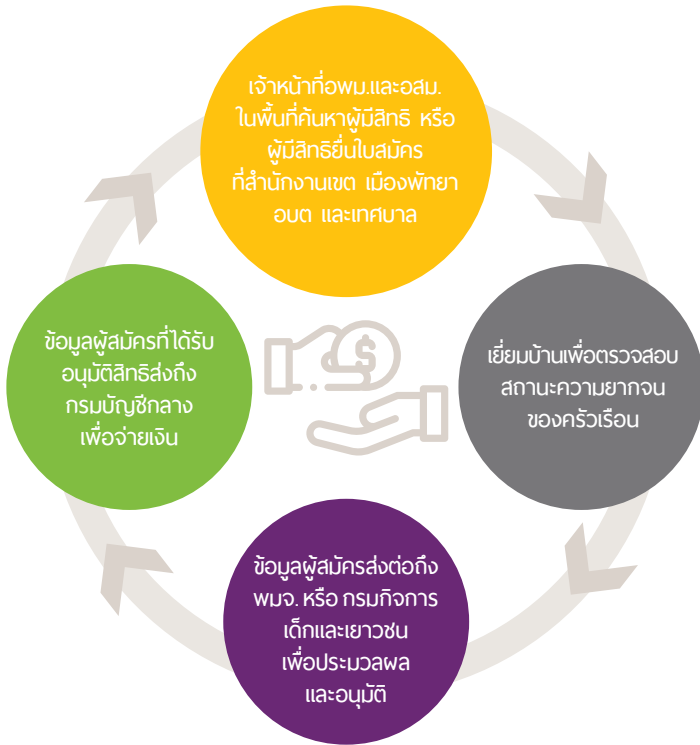 เจ้าหน้าที่อพม.และอสม.
ในพื้นที่ค้นหาผู้มีสิทธิ หรือ
ผู้มีสิทธิยื่นใบสมัคร
ที่สำนักงานเขต เมืองพัทยา
อบต และเทศบาล
เยี่ยมบ้านเพื่อตรวจสอบ
สถานะความยากจน
ของครัวเรือน
ข้อมูลผู้สมัครส่งต่อถึง
พมจ. หรือ กรมกิจการ
เด็กและเยาวชน
เพื่อประมวลผล
และอนุมัติ
ข้อมูลผู้สมัครที่ได้รับ
อนุมัติสิทธิส่งถึง
กรมบัญชีกลาง
เพื่อจ่ายเงิน
$